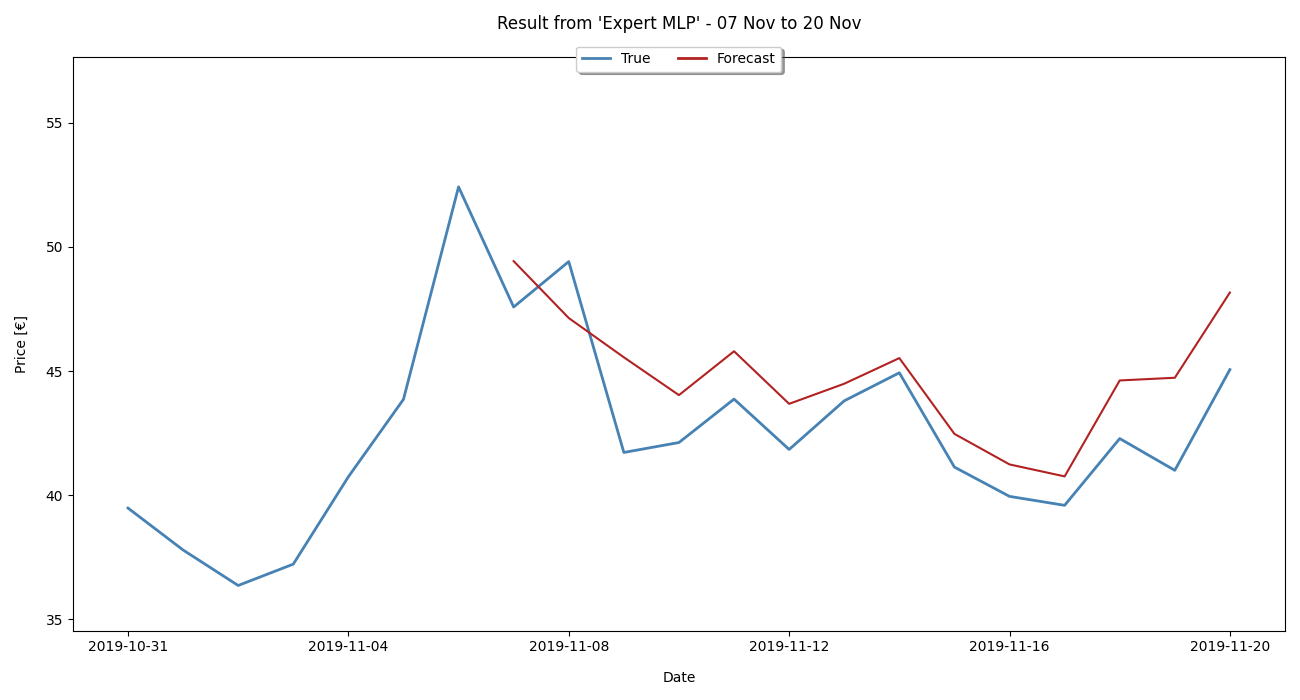 Result from 'Expert MLP' - 07 Nov to 20 Nov
True Forecast
55
50
45
40
35
Price [€]
2019-10-31 2019-11-04 2019-11-08 2019-11-12 2019-11-16 2019-11-20
Date